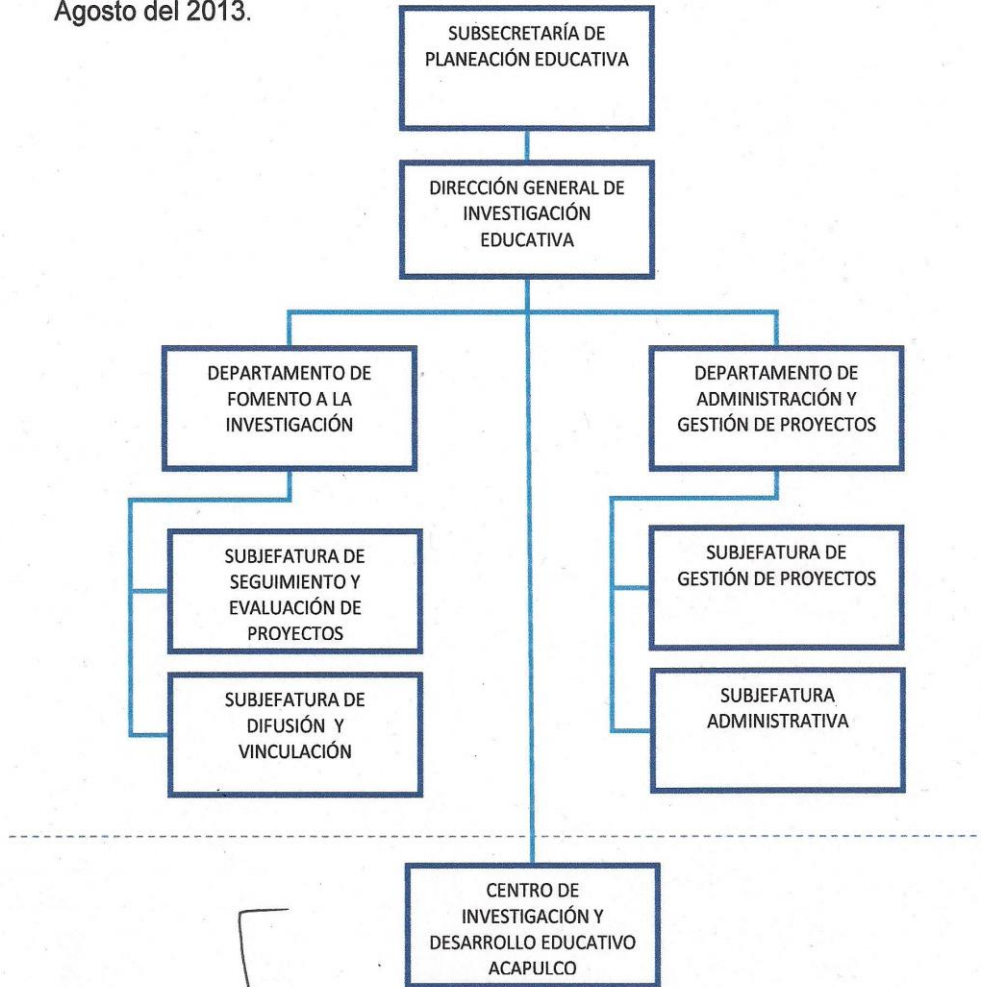 Agosto del 2013.
SUBSECRETARÍA DE
PLANEACIÓN EDUCATIVA
DIRECCIÓN GENERAL DE
INVESTIGACIÓN
EDUCATIVA
DEPARTAMENTO DE
FOMENTO A LA
INVESTIGACIÓN
DEPARTAMENTO DE
ADMINISTRACIÓN Y
GESTIÓN DE PROYECTOS
SUBJEFATURA DE
SEGUIMIENTO Y
EVALUACIÓN DE
PROYECTOS
SUBJEFATURA DE
GESTIÓN DE PROYECTOS
SUBJEFATURA DE
DIFUSIÓN Y
VINCULACIÓN
SUBJEFATURA
ADMINISTRATIVA
CENTRO DE
INVESTIGACIÓN Y
DESARROLLO EDUCATIVO
ACAPULCO